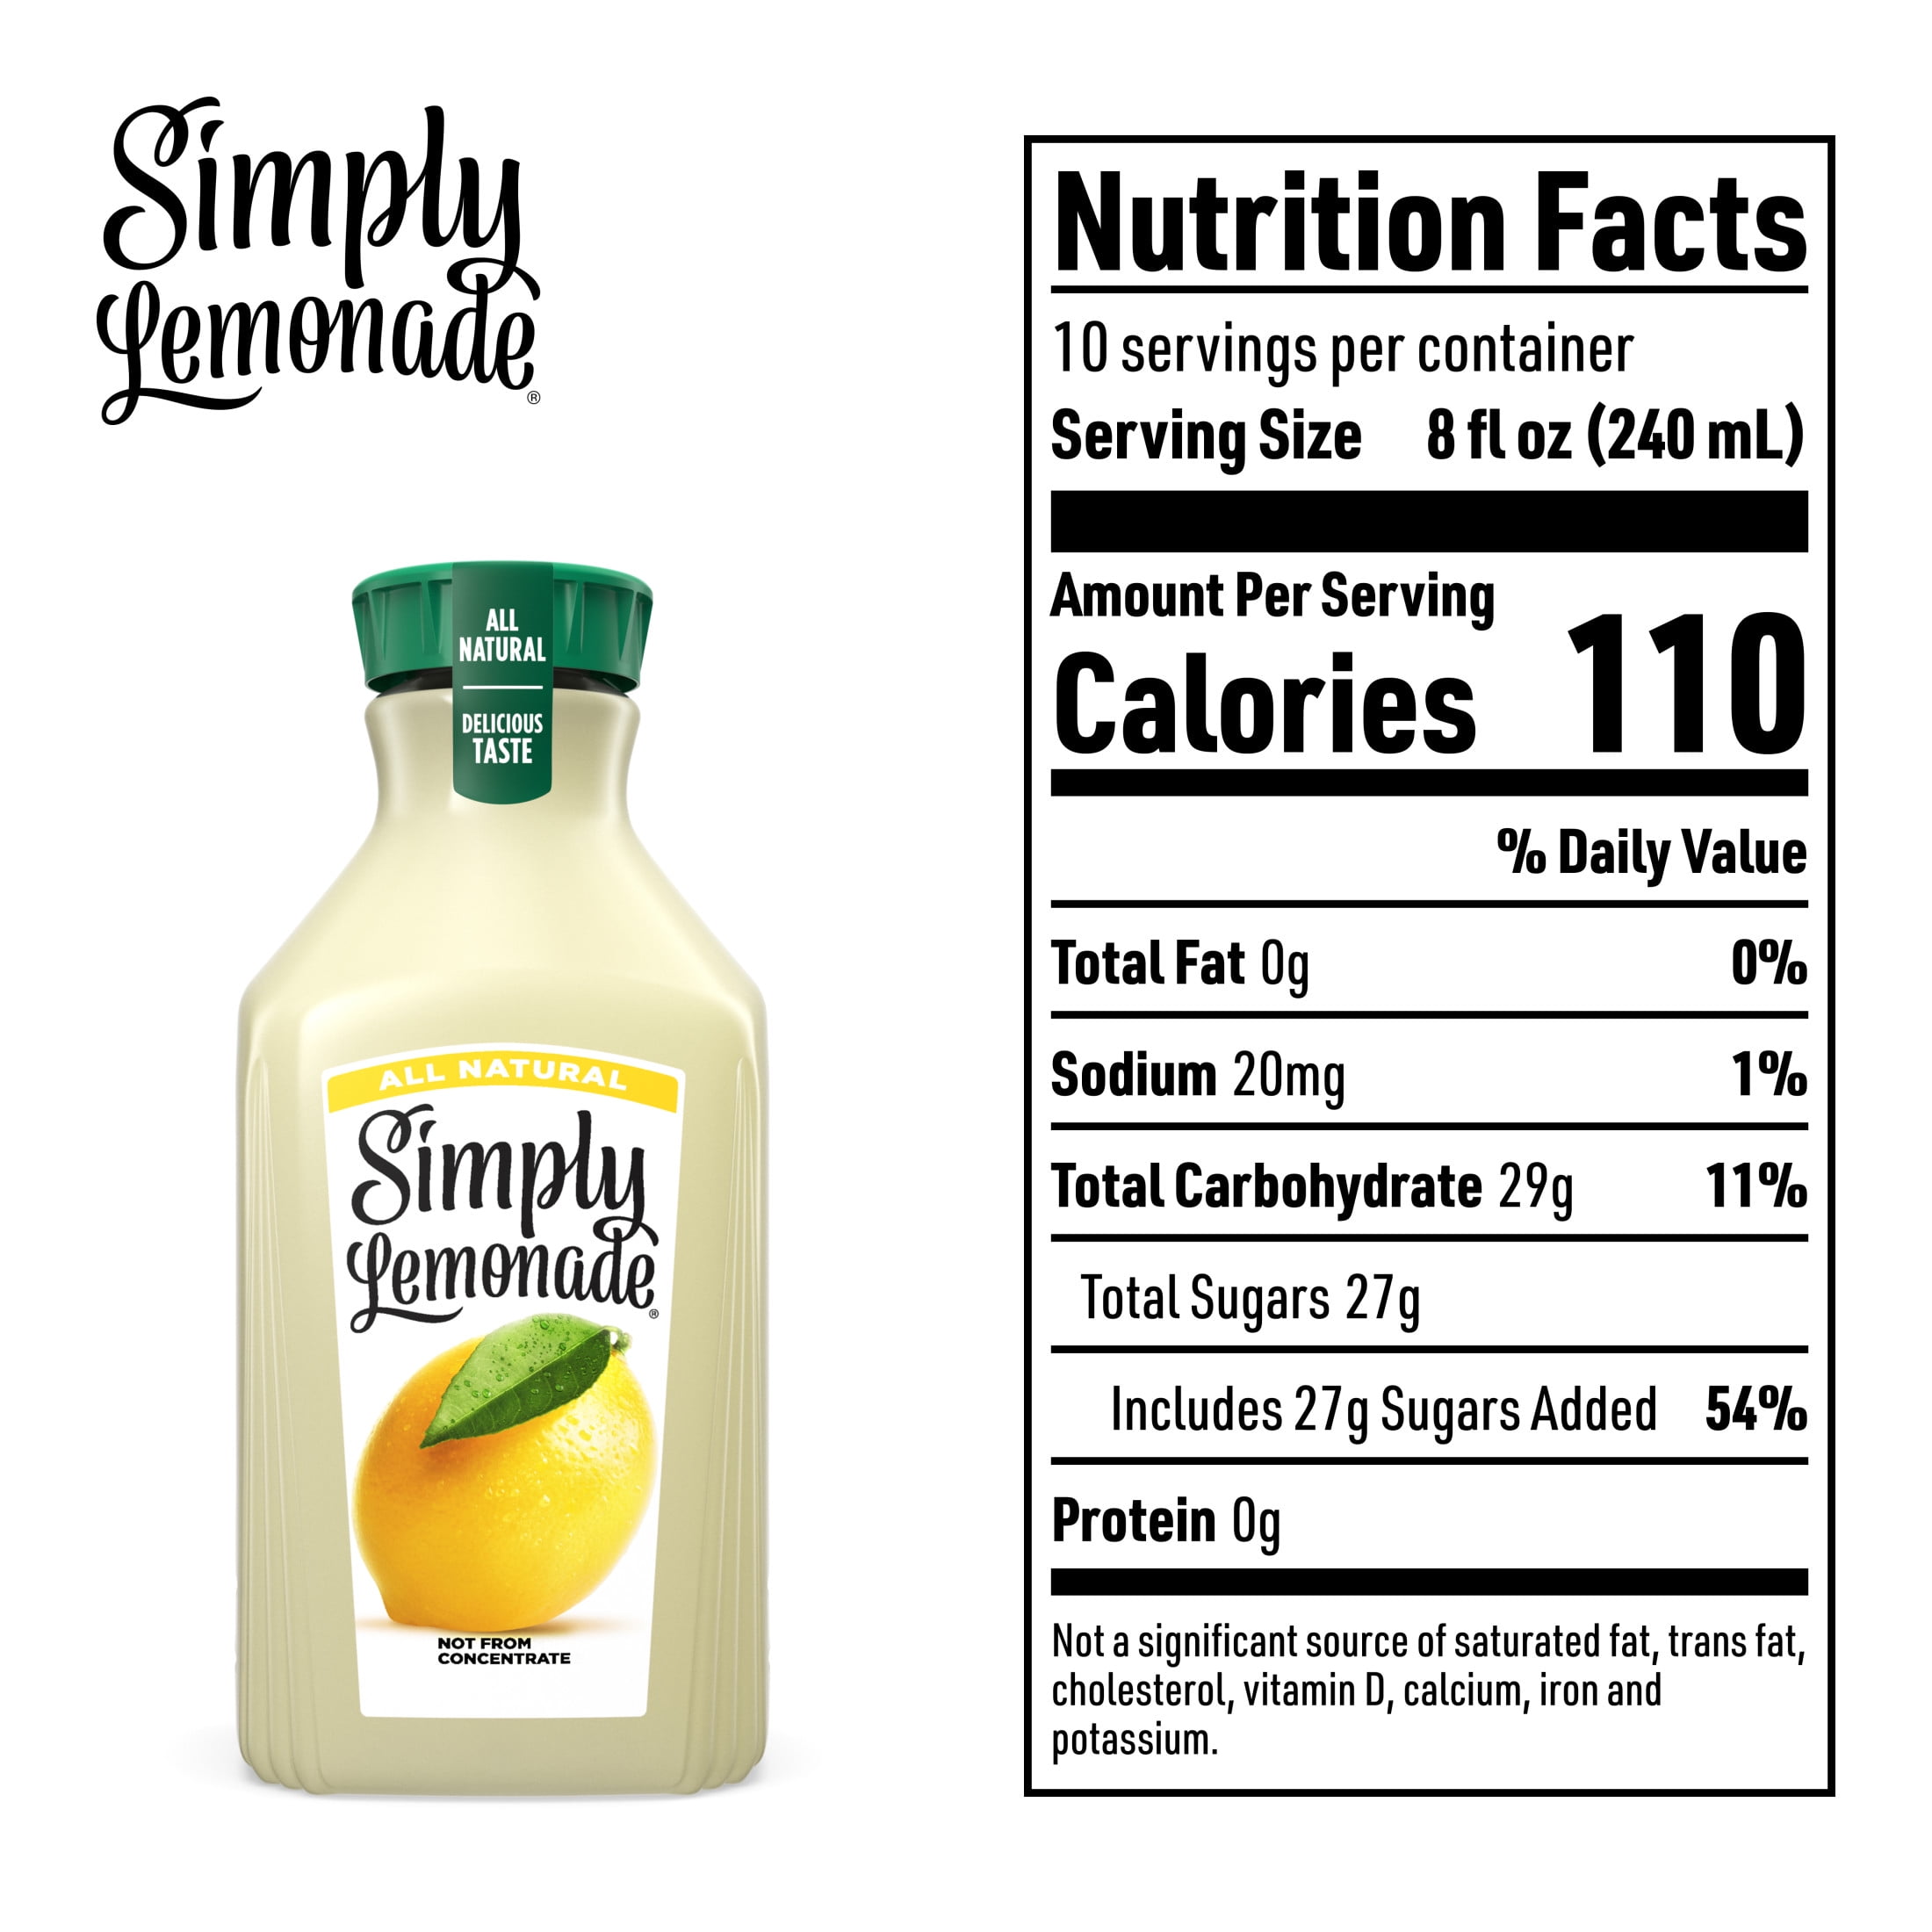 Simply
Lemonade®
ALL
NATURAL
DELICIOUS
TASTE
ALL NATURAL
Simply
Lemonade®
NOT FROM
CONCENTRATE
Nutrition Facts
10 servings per container
Serving Size 8 fl oz (240 mL)
Amount Per Serving
Calories 110
% Daily Value
Total Fat 0g 0%
Sodium 20mg 1%
Total Carbohydrate 29g 11%
Total Sugars 27g
Includes 27g Sugars Added 54%
Protein 0g
Not a significant source of saturated fat, trans fat,
cholesterol, vitamin D, calcium, iron and
potassium.